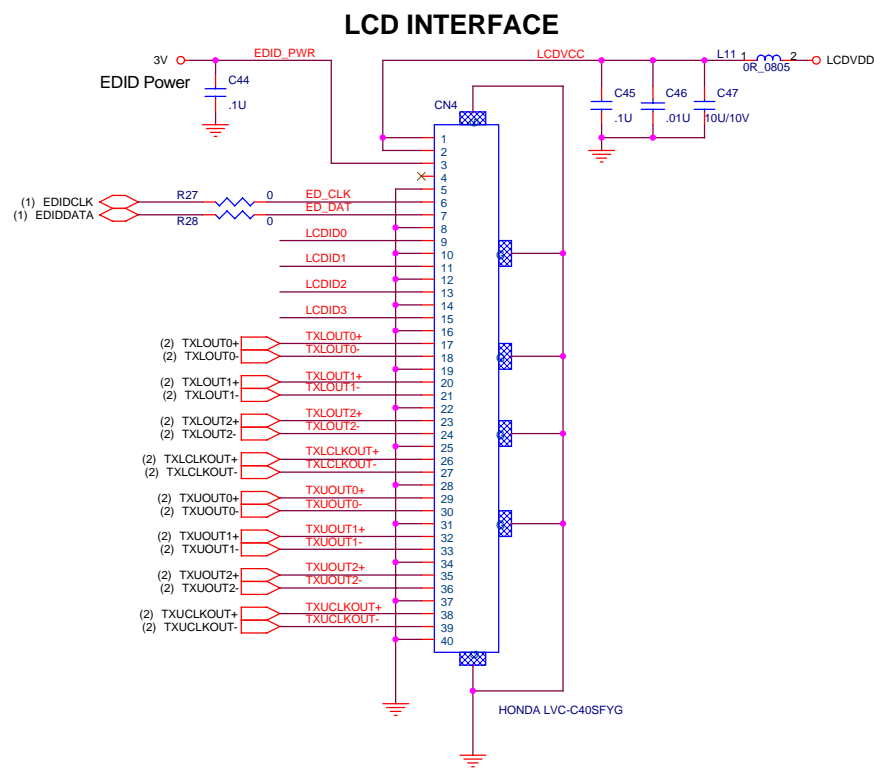 LCD INTERFACE
3V
EDID_PWR
LCDVCC
L11
1
2
LCDVDD
0R_0805
EDID Power
C44
.1U
C45
.1U
C46
.01U
C47
10U/10V
CN4
1
2
3
4
5
(1) EDIDCLK
R27
0
ED_CLK
6
(1) EDIDDATA
R28
0
ED_DAT
7
8
LCDID0
9
10
LCDID1
11
12
LCDID2
13
14
LCDID3
15
16
(2) TXLOUT0+
TXLOUT0+
17
(2) TXLOUT0-
TXLOUT0-
18
19
(2) TXLOUT1+
TXLOUT1+
20
(2) TXLOUT1-
TXLOUT1-
21
22
(2) TXLOUT2+
TXLOUT2+
23
(2) TXLOUT2-
TXLOUT2-
24
25
(2) TXLCLKOUT+
TXLCLKOUT+
26
(2) TXLCLKOUT-
TXLCLKOUT-
27
28
(2) TXUOUT0+
TXUOUT0+
29
(2) TXUOUT0-
TXUOUT0-
30
31
(2) TXUOUT1+
TXUOUT1+
32
(2) TXUOUT1-
TXUOUT1-
33
34
(2) TXUOUT2+
TXUOUT2+
35
(2) TXUOUT2-
TXUOUT2-
36
37
(2) TXUCLKOUT+
TXUCLKOUT+
38
(2) TXUCLKOUT-
TXUCLKOUT-
39
40
HONDA LVC-C40SFYG